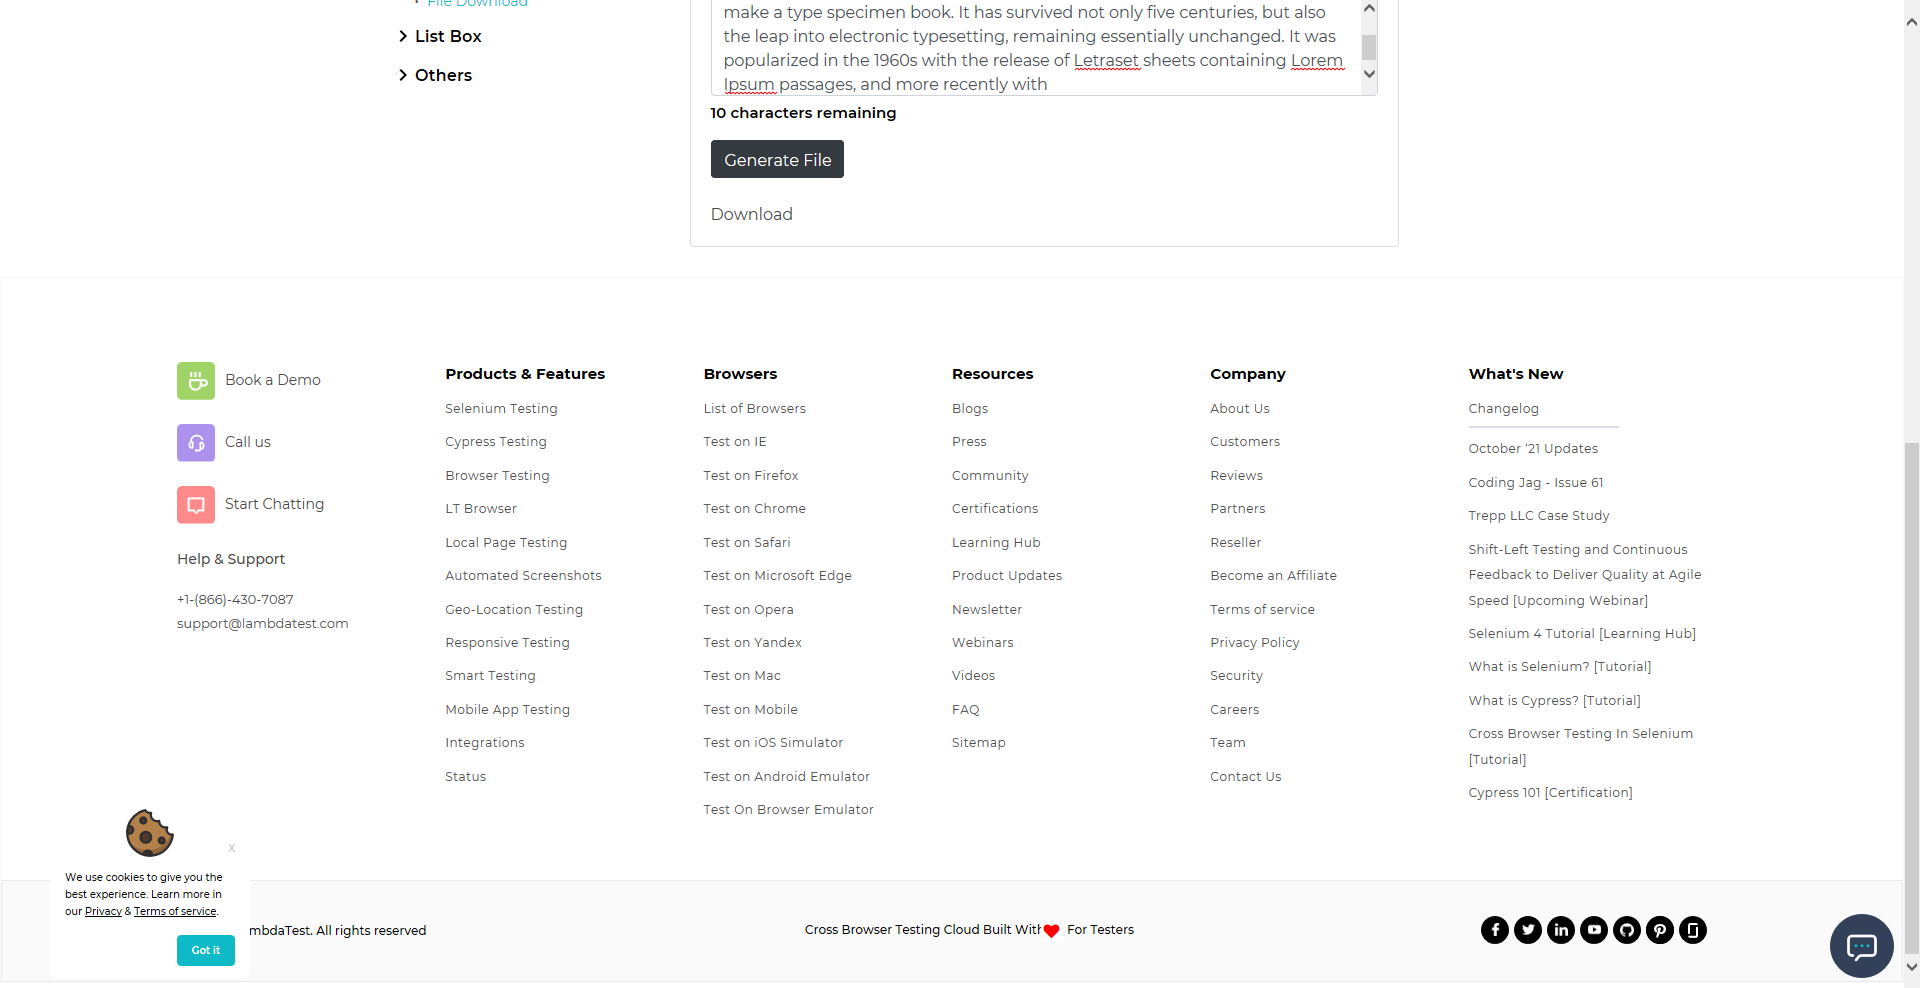 File Download
List Box
Others
make a type specimen book. It has survived not only five centuries, but also
the leap into electronic typesetting, remaining essentially unchanged. It was
popularized in the 1960s with the release of Letraset sheets containing Lorem
Ipsum passages, and more recently with
10 characters remaining
Generate File
Download
Book a Demo
Call us
Start Chatting
Help & Support
+1-(866)-430-7087
support@lambdatest.com
Products & Features
Selenium Testing
Cypress Testing
Browser Testing
LT Browser
Local Page Testing
Automated Screenshots
Geo-Location Testing
Responsive Testing
Smart Testing
Mobile App Testing
Integrations
Status
Browsers
List of Browsers
Test on IE
Test on Firefox
Test on Chrome
Test on Safari
Test on Microsoft Edge
Test on Opera
Test on Yandex
Test on Mac
Test on Mobile
Test on iOS Simulator
Test on Android Emulator
Test On Browser Emulator
Resources
Blogs
Press
Community
Certifications
Learning Hub
Product Updates
Newsletter
Webinars
Videos
FAQ
Sitemap
Company
About Us
Customers
Reviews
Partners
Reseller
Become an Affiliate
Terms of service
Privacy Policy
Security
Careers
Team
Contact Us
What's New
Changelog
October '21 Updates
Coding Jag - Issue 61
Trepp LLC Case Study
Shift-Left Testing and Continuous
Feedback to Deliver Quality at Agile
Speed [Upcoming Webinar]
Selenium 4 Tutorial [Learning Hub]
What is Selenium? [Tutorial]
What is Cypress? [Tutorial]
Cross Browser Testing In Selenium
[Tutorial]
Cypress 101 [Certification]
X
We use cookies to give you the
best experience. Learn more in
our Privacy & Terms of service.
Got it
mbdaTest. All rights reserved
Cross Browser Testing Cloud Built With For Testers